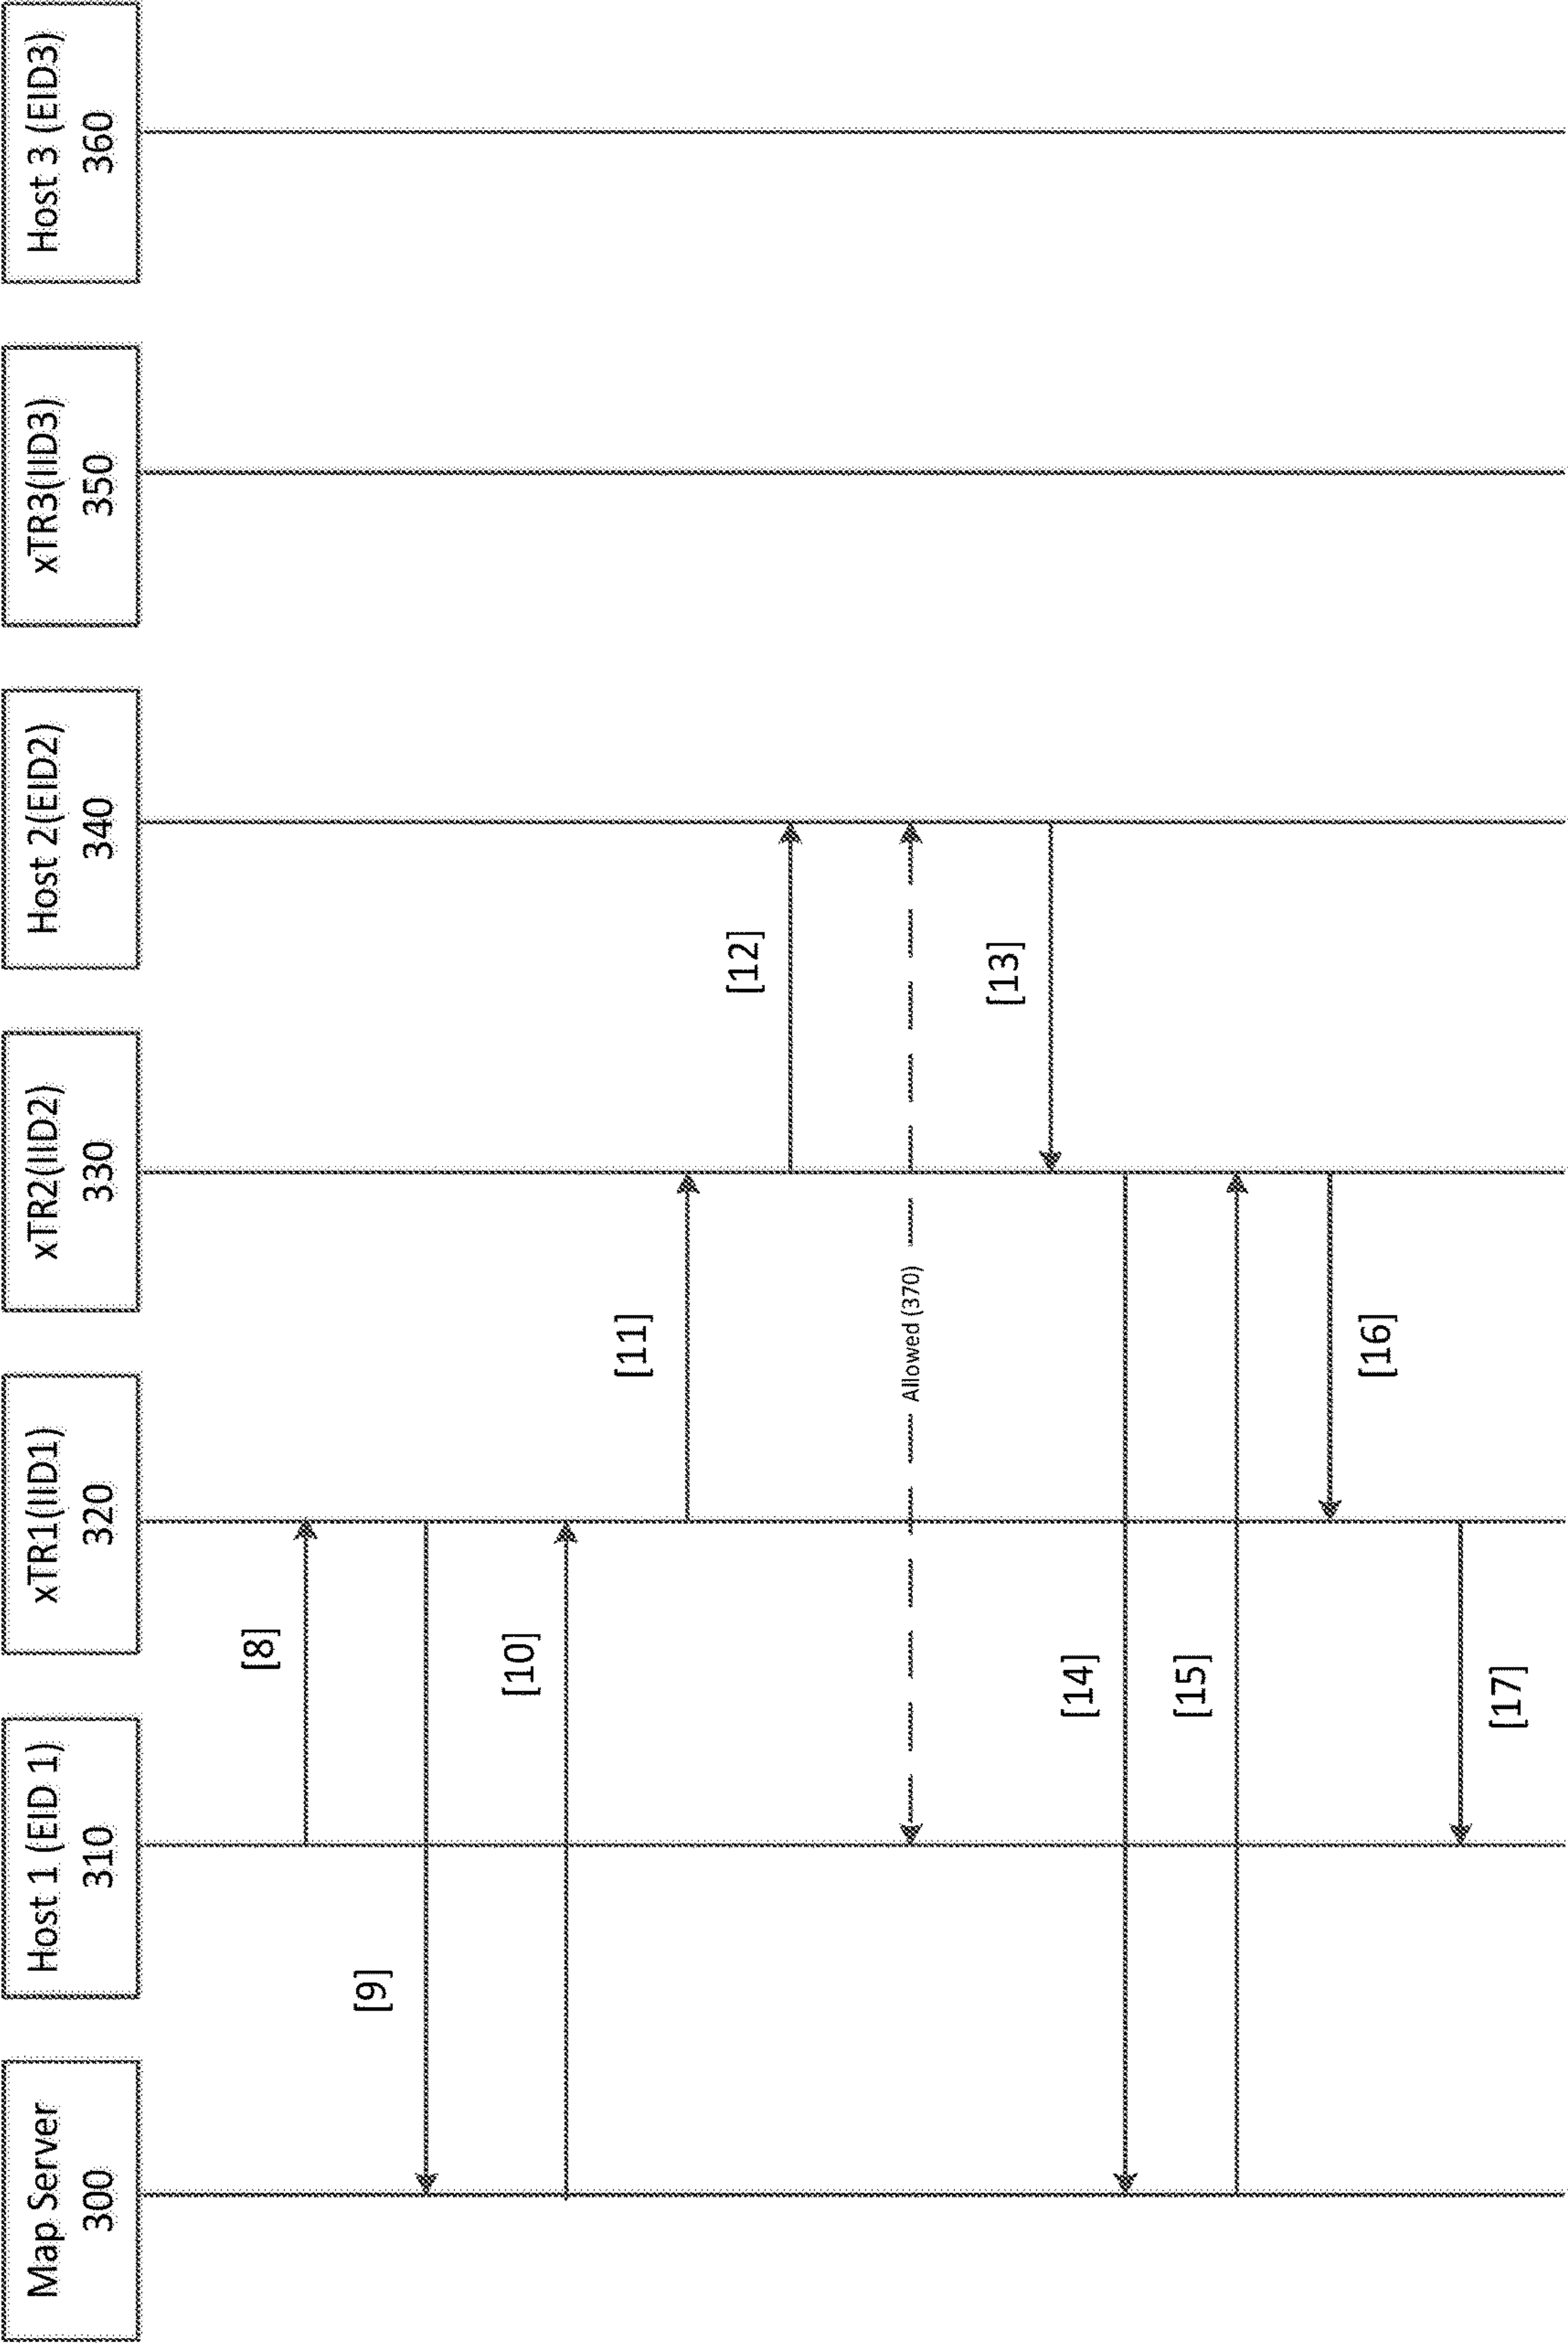 Map Server
300
Host 1 (EID 1)
310
xTR1(IID1)
320
xTR2(IID2)
330
Host 2(EID2)
340
xTR3(IID3)
350
Host 3 (EID3)
360
[8]
[9]
[10]
[11]
[12]
Allowed (370)
[13]
[14]
[15]
[16]
[17]